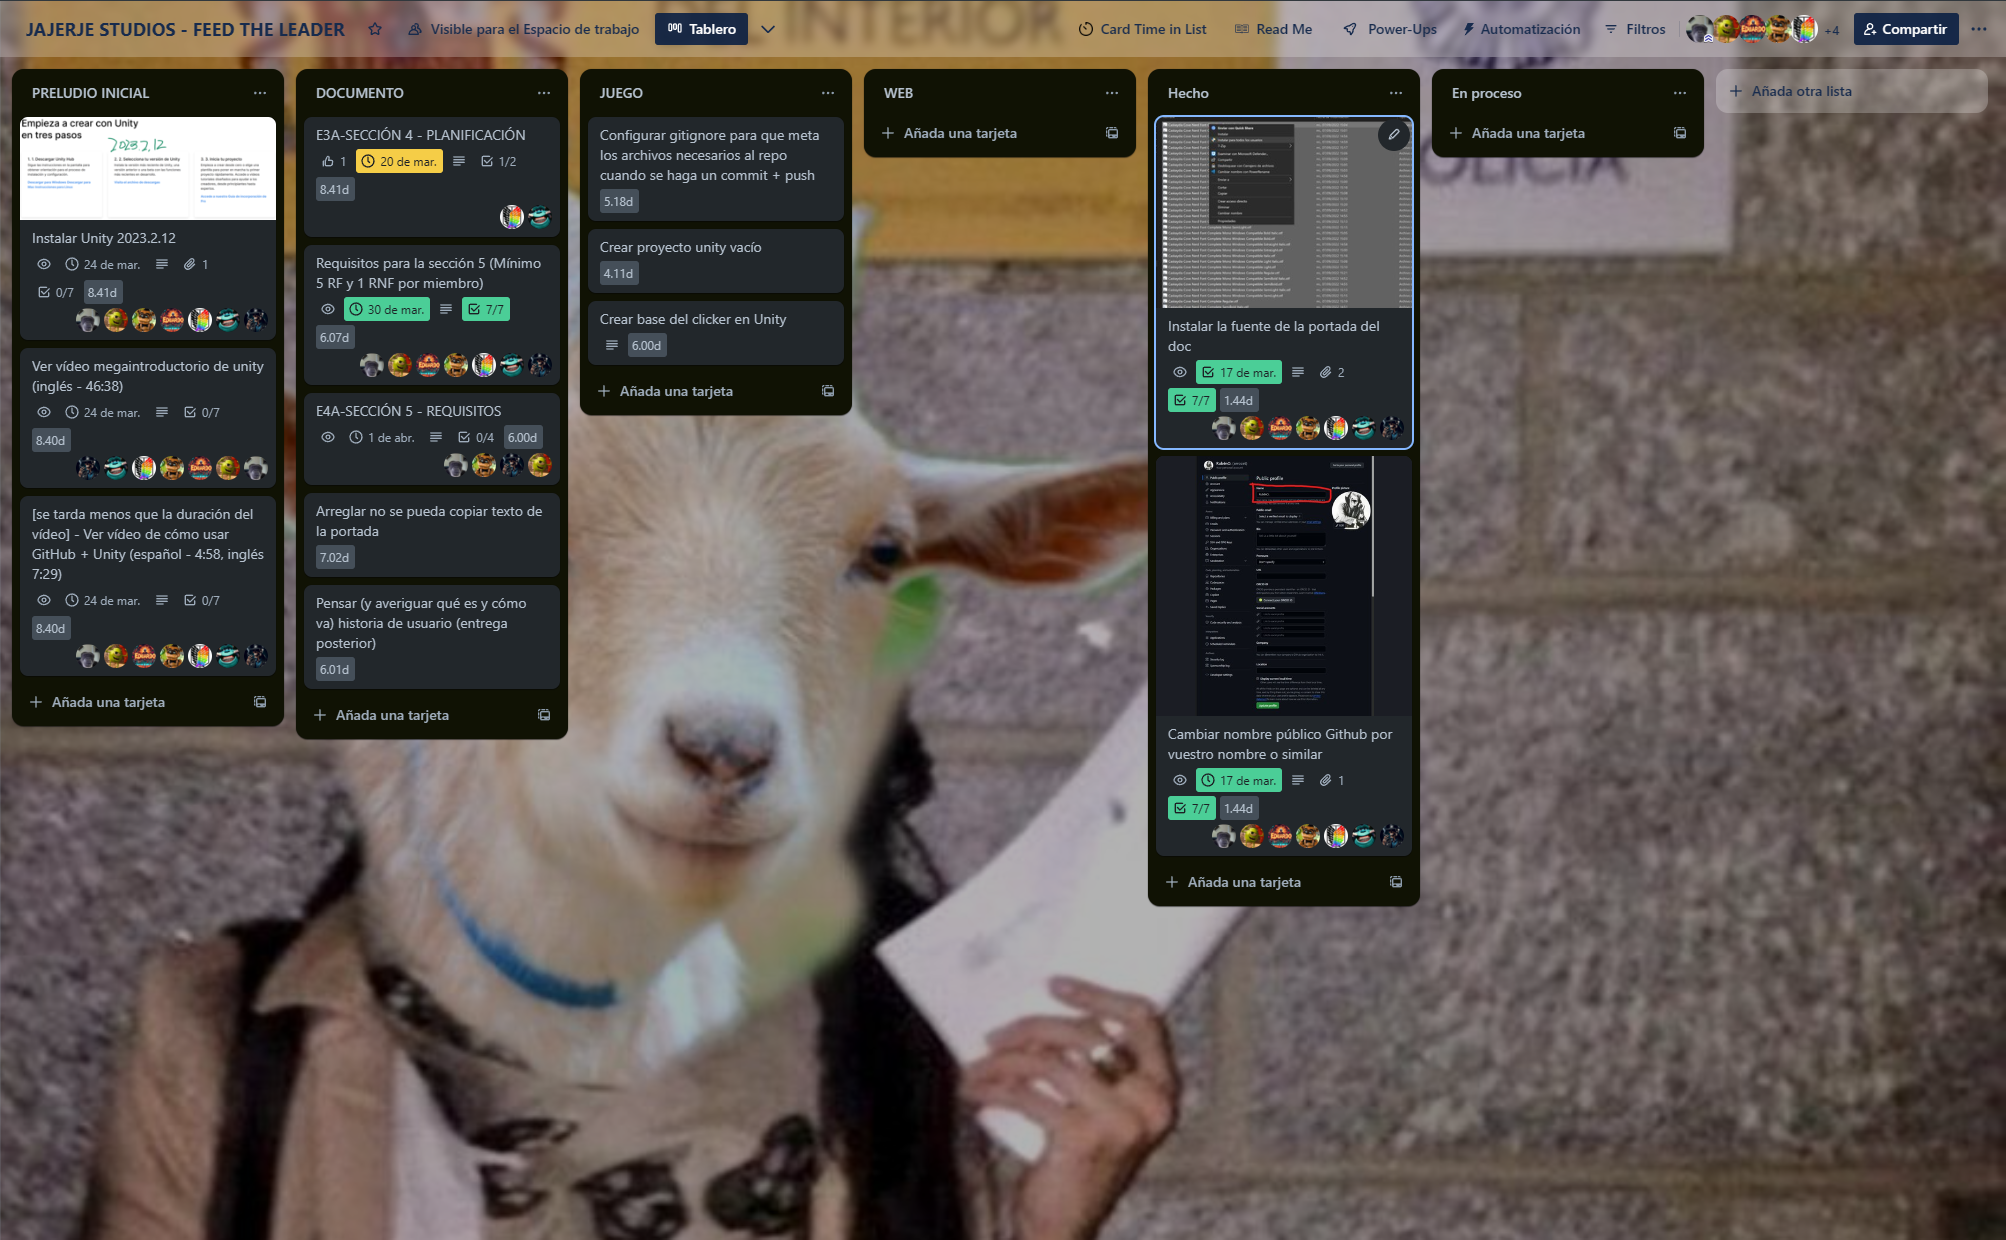 JAJERJE STUDIOS - FEED THE LEADER
Visible para el Espacio de trabajo
Tablero
Card Time in List
Read Me
Power-Ups
Automatización
Filtros
+4
Compartir
PRELUDIO INICIAL
Empieza a crear con Unity
en tres pasos
2023.2.12
Instalar Unity 2023.2.12
24 de mar.
1
0/7
8.41d
Ver vídeo megaintroductorio de unity
(inglés - 46:38)
24 de mar.
0/7
8.40d
[se tarda menos que la duración del
vídeo] - Ver vídeo de cómo usar
GitHub + Unity (español - 4:58, inglés
7:29)
24 de mar.
0/7
8.40d
Añada una tarjeta
DOCUMENTO
E3A-SECCIÓN 4 - PLANIFICACIÓN
1
20 de mar.
1/2
8.41d
Requisitos para la sección 5 (Mínimo
5 RF y 1 RNF por miembro)
30 de mar.
7/7
6.07d
E4A-SECCIÓN 5 - REQUISITOS
1 de abr.
0/4
6.00d
Arreglar no se pueda copiar texto de
la portada
7.02d
Pensar (y averiguar qué es y cómo
va) historia de usuario (entrega
posterior)
6.01d
Añada una tarjeta
JUEGO
Configurar gitignore para que meta
los archivos necesarios al repo
cuando se haga un commit + push
5.18d
Crear proyecto unity vacío
4.11d
Crear base del clicker en Unity
6.00d
Añada una tarjeta
WEB
Añada una tarjeta
Hecho
Instalar la fuente de la portada del
doc
17 de mar.
2
7/7
1.44d
Public profile
Cambiar nombre público Github por
vuestro nombre o similar
17 de mar.
1
7/7
1.44d
Añada una tarjeta
En proceso
Añada una tarjeta
Añada otra lista
INTERIOR